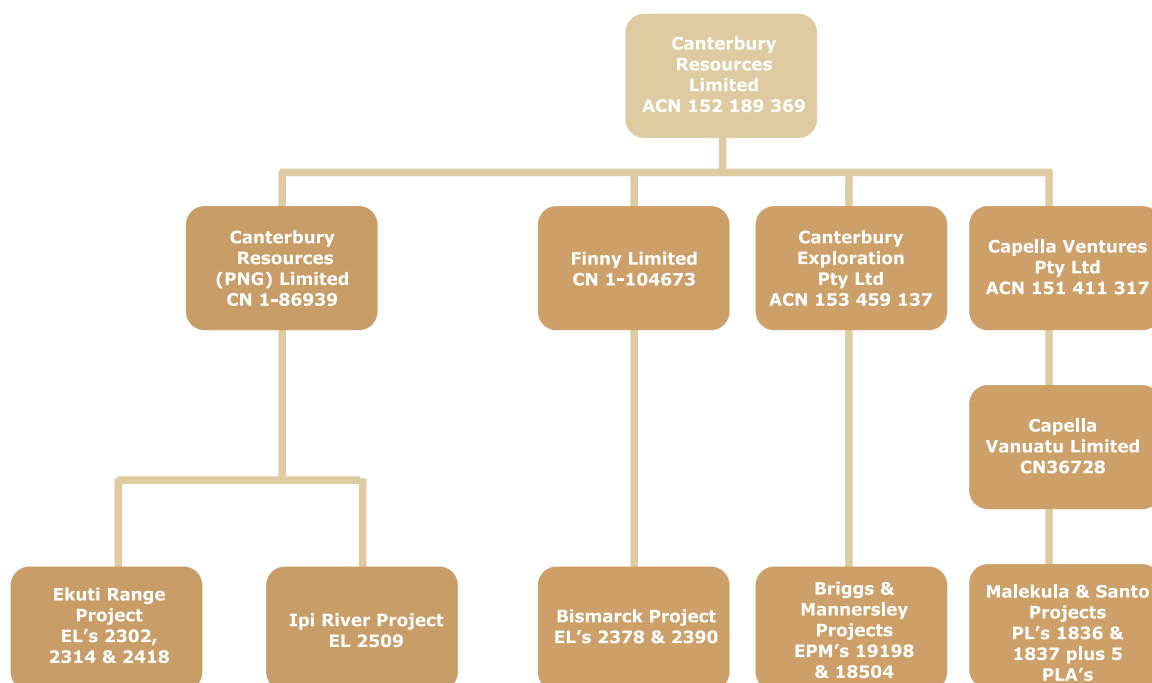 Canterbury
Resources
Limited
ACN 152 189 369
Canterbury
Resources
(PNG) Limited
CN 1-86939
Finny Limited
CN 1-104673
Canterbury
Exploration
Pty Ltd
ACN 153 459 137
Capella Ventures
Pty Ltd
ACN 151 411 317
Capella
Vanuatu Limited
CN36728
Ekuti Range
Project
EL’s 2302,
2314 & 2418
Ipi River Project
EL 2509
Bismarck Project
EL’s 2378 & 2390
Briggs &
Mannersley
Projects
EPM’s 19198
& 18504
Malekula & Santo
Projects
PL’s 1836 &
1837 plus 5
PLA’s